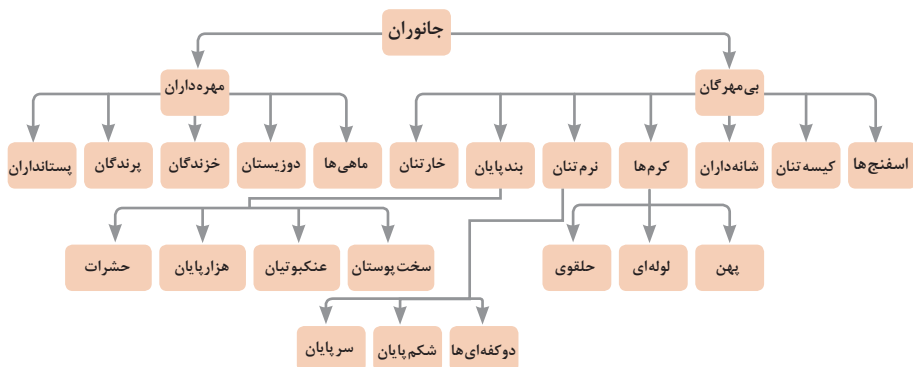 جانوران
بی‌مهرگان
مهره‌داران
اسفنج‌ها
کیسه‌تنان
شانه‌داران
کرم‌ها
نرم‌تنان
بندپایان
خارتنان
ماهی‌ها
دوزیستان
خزندگان
پرندگان
پستانداران
پهن
لوله‌ای
حلقوی
سخت‌پوستان
عنکبوتیان
هزارپایان
حشرات
دوکفه‌ای‌ها
شکم‌پایان
سرپایان